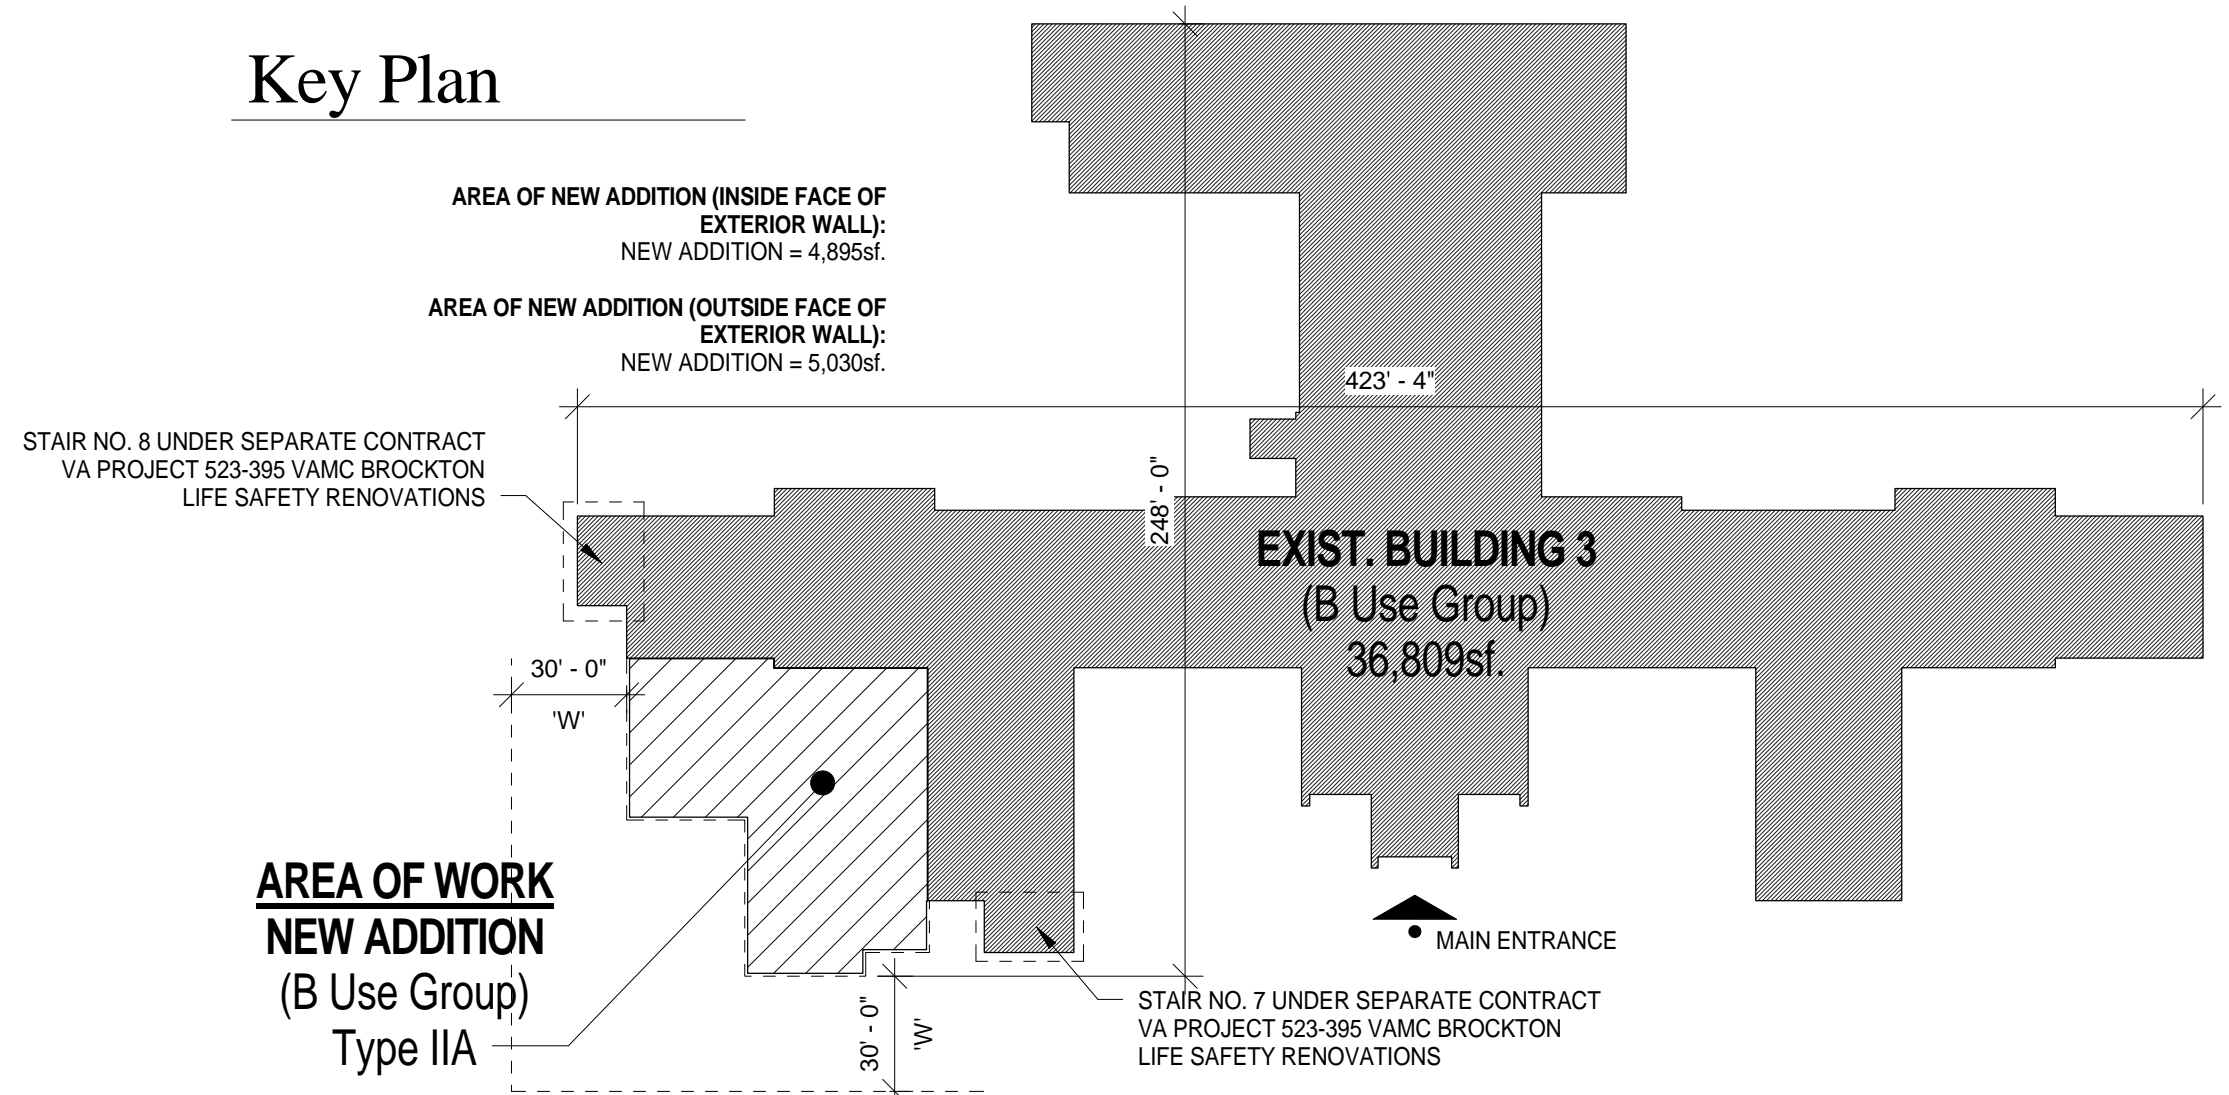 Key Plan
AREA OF NEW ADDITION (INSIDE FACE OF
EXTERIOR WALL):
NEW ADDITION = 4,895sf.
AREA OF NEW ADDITION (OUTSIDE FACE OF
EXTERIOR WALL):
NEW ADDITION = 5,030sf.
423' - 4"
STAIR NO. 8 UNDER SEPARATE CONTRACT
VA PROJECT 523-395 VAMC BROCKTON
LIFE SAFETY RENOVATIONS
248' - 0"
EXIST. BUILDING 3
(B Use Group)
36,809sf.
30' - 0"
'W'
AREA OF WORK
NEW ADDITION
(B Use Group)
Type IIA
MAIN ENTRANCE
30' - 0"
'W'
STAIR NO. 7 UNDER SEPARATE CONTRACT
VA PROJECT 523-395 VAMC BROCKTON
LIFE SAFETY RENOVATIONS